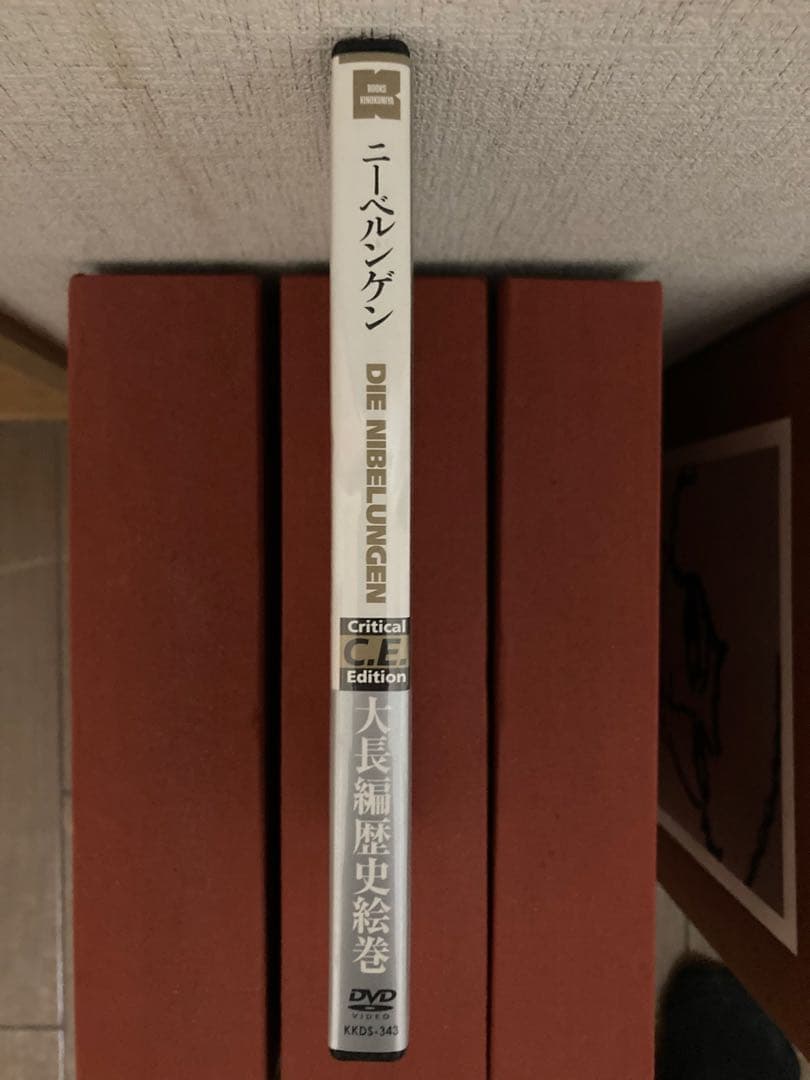 BOOKS
KINOKUNIYA
ニーベルンゲン
DIE NIBELUNGEN
Critical
C.E.
Edition
大長編歴史絵巻
DVD
VIDEO
KKDS-343